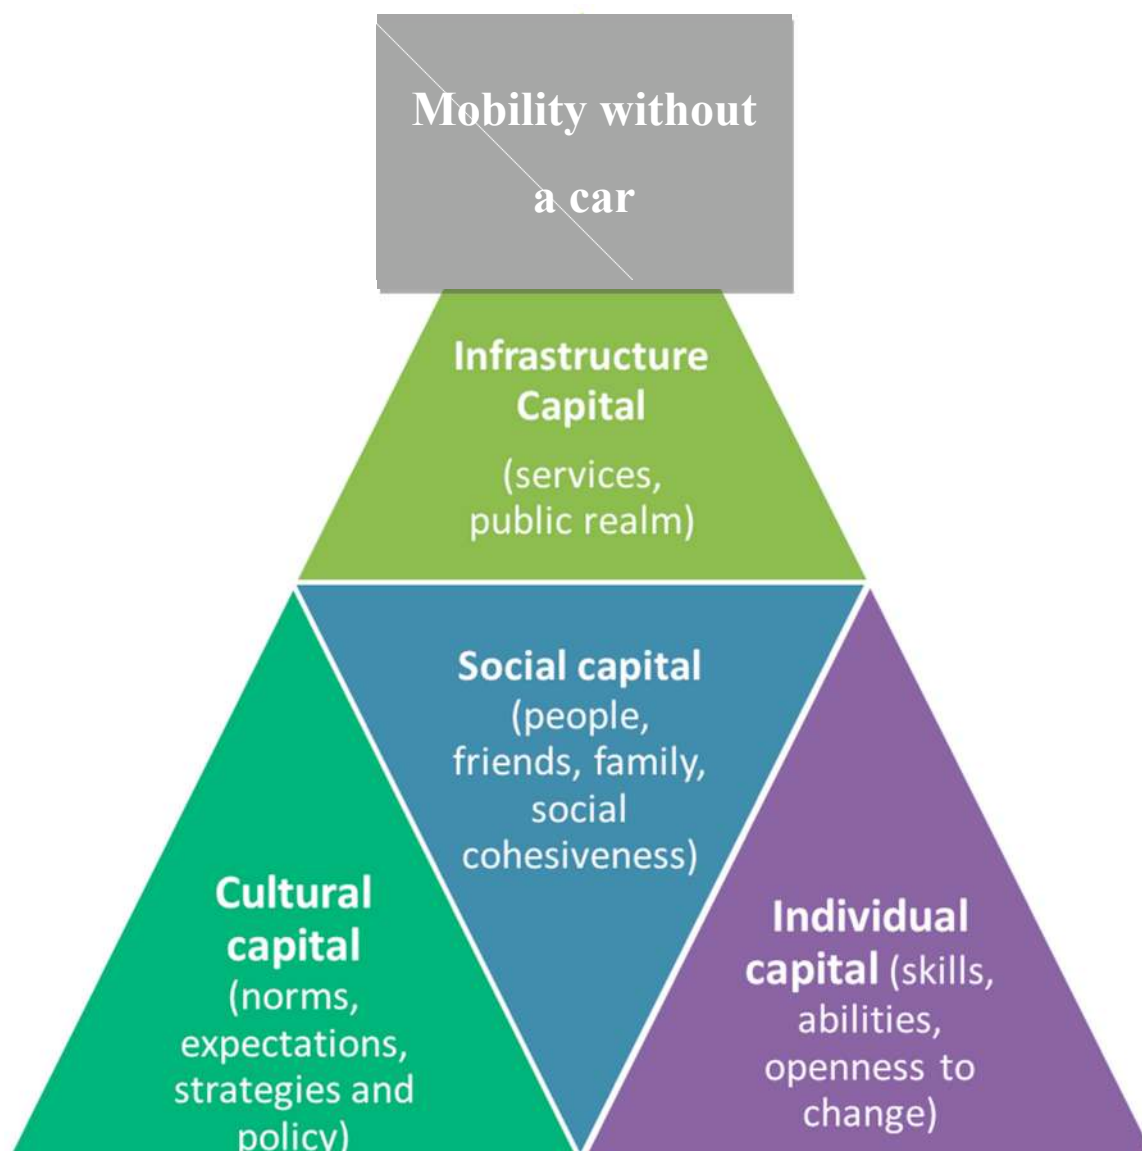 Mobility without
a car
Infrastructure
Capital
(services,
public realm)
Social capital
(people,
friends, family,
social
cohesiveness)
Cultural
capital
(norms,
expectations,
strategies and
policy)
Individual
capital (skills,
abilities,
openness to
change)